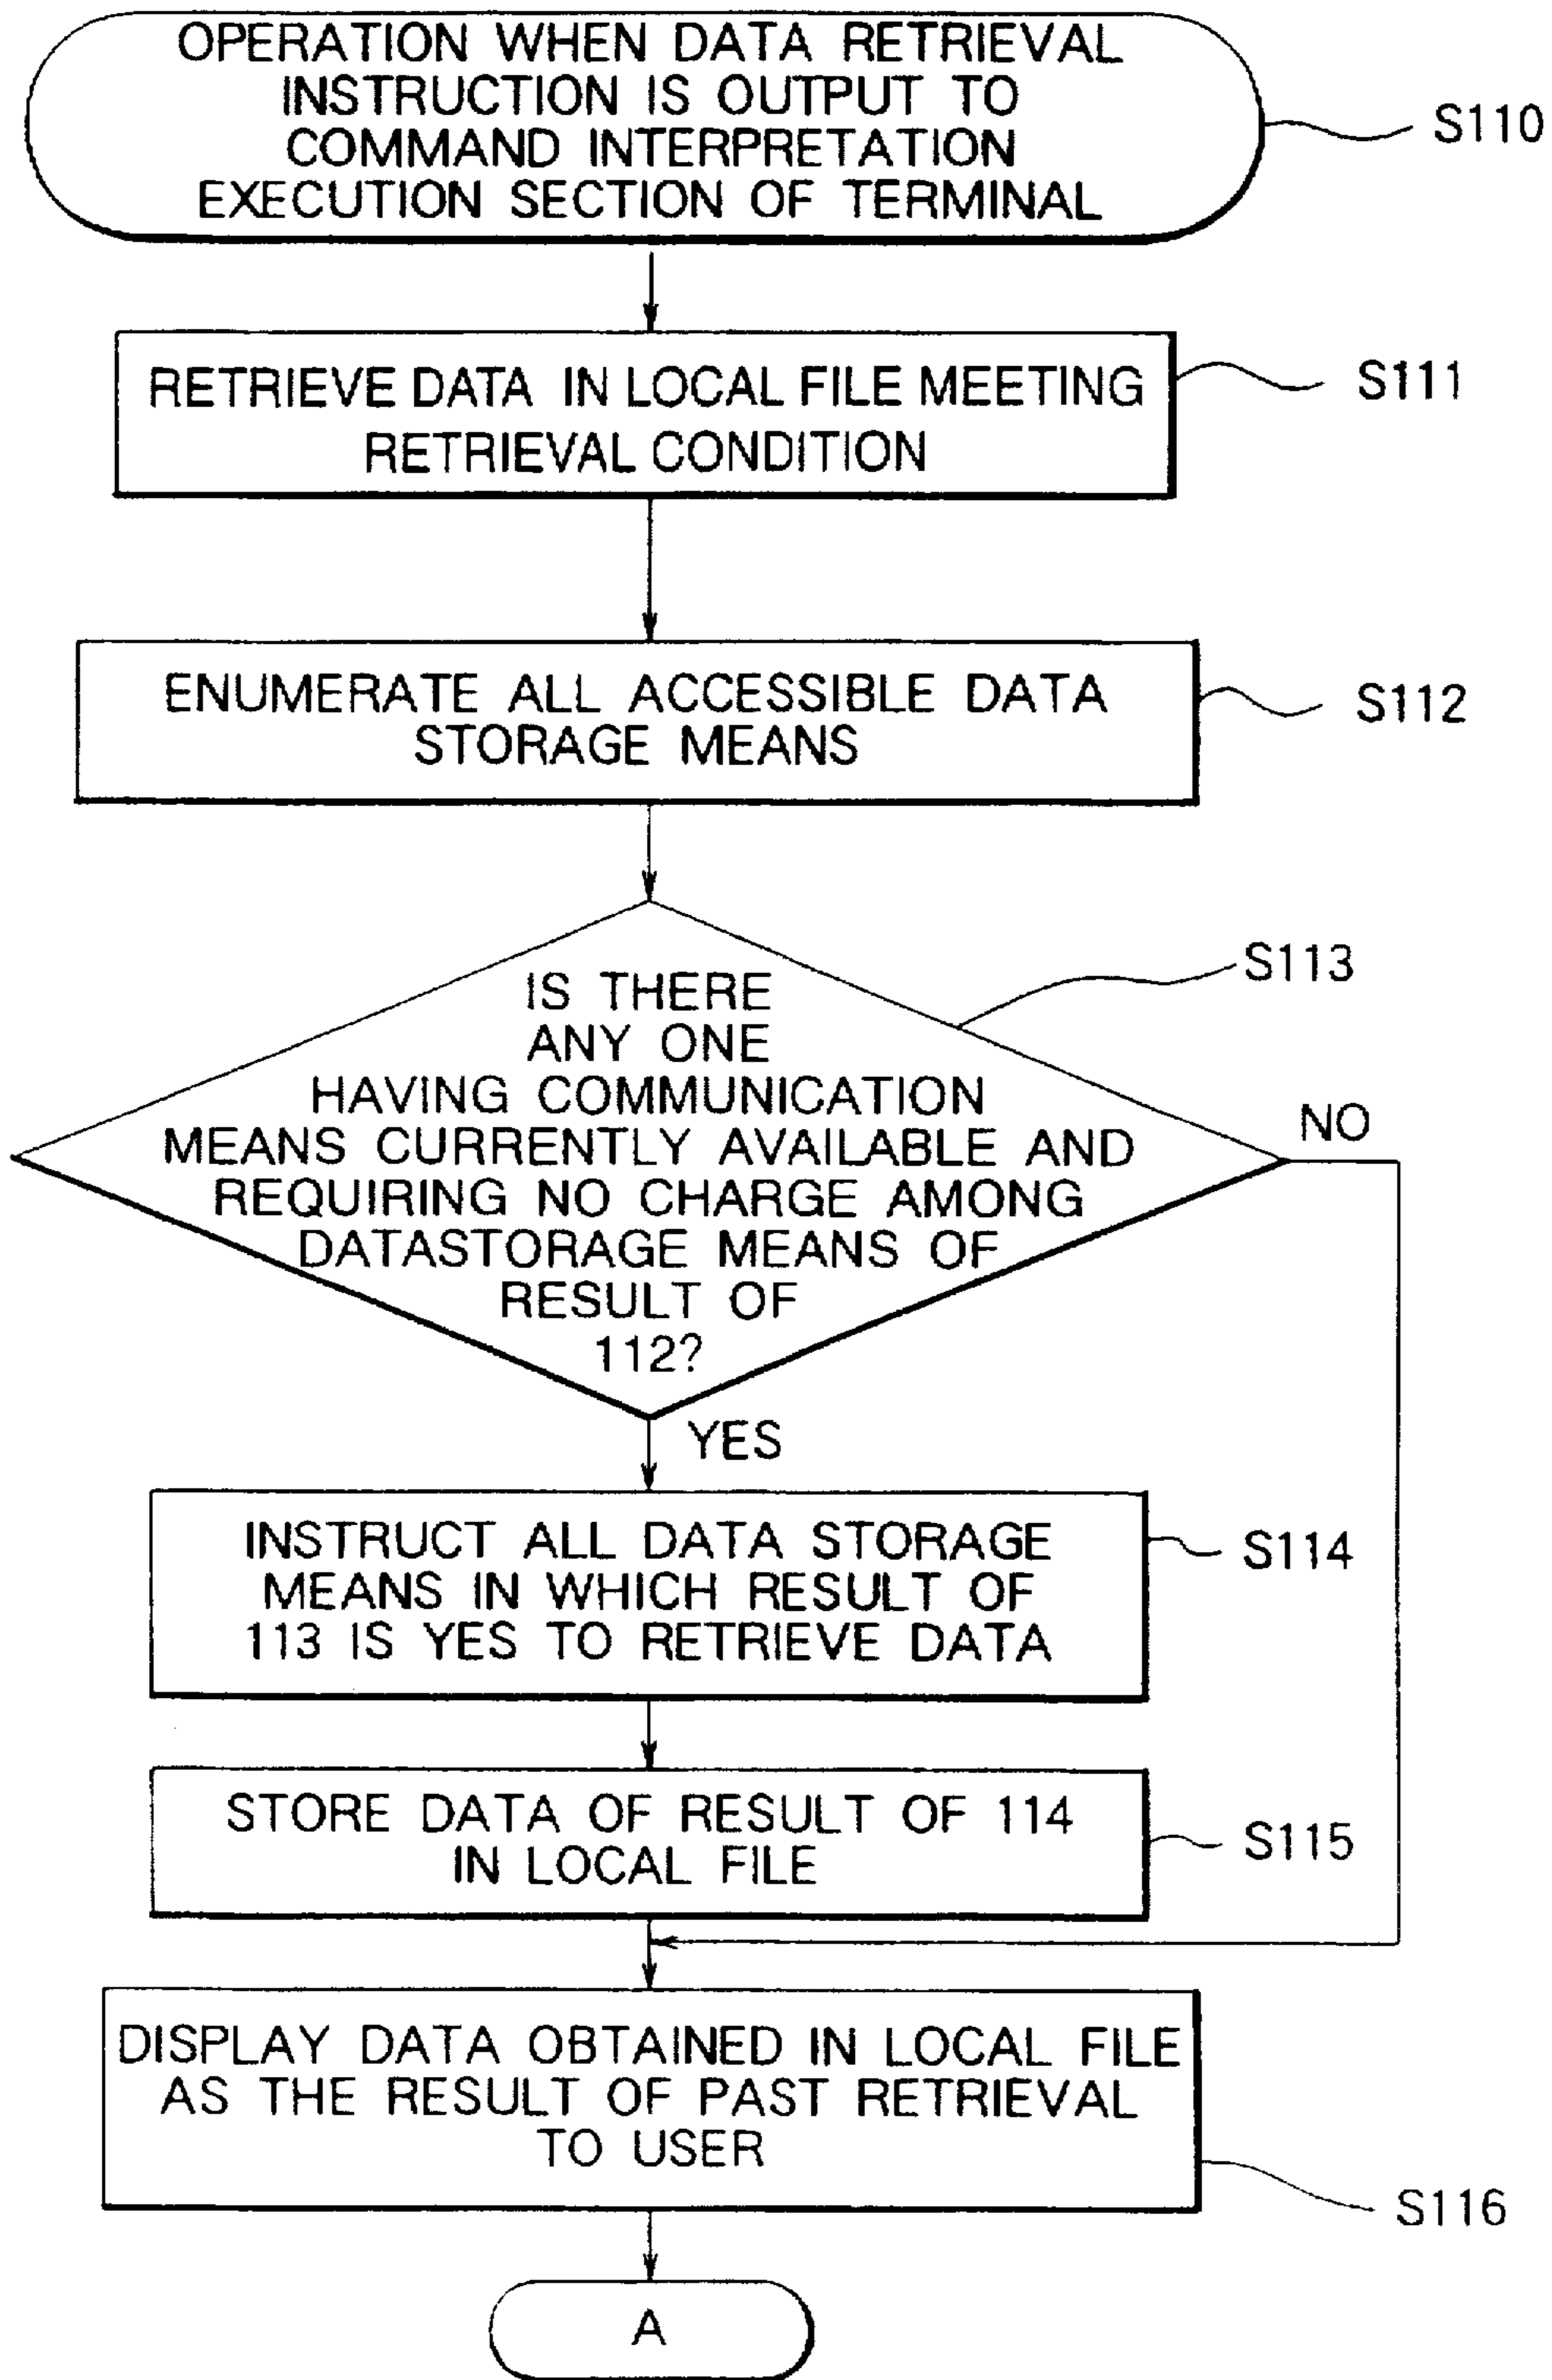 OPERATION WHEN DATA RETRIEVAL
INSTRUCTION IS OUTPUT TO
COMMAND INTERPRETATION
EXECUTION SECTION OF TERMINAL
S110
RETRIEVE DATA IN LOCAL FILE MEETING
RETRIEVAL CONDITION
S111
ENUMERATE ALL ACCESSIBLE DATA
STORAGE MEANS
S112
IS THERE
ANY ONE
HAVING COMMUNICATION
MEANS CURRENTLY AVAILABLE AND
REQUIRING NO CHARGE AMONG
DATASTORAGE MEANS OF
RESULT OF
112?
S113
NO
YES
INSTRUCT ALL DATA STORAGE
MEANS IN WHICH RESULT OF
113 IS YES TO RETRIEVE DATA
S114
STORE DATA OF RESULT OF 114
IN LOCAL FILE
S115
DISPLAY DATA OBTAINED IN LOCAL FILE
AS THE RESULT OF PAST RETRIEVAL
TO USER
S116
A